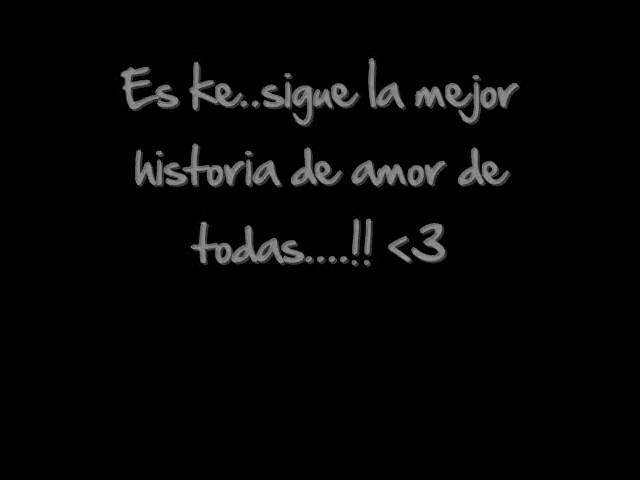 Es ke..sigue la mejor
historia de amor de
todas....!! <3